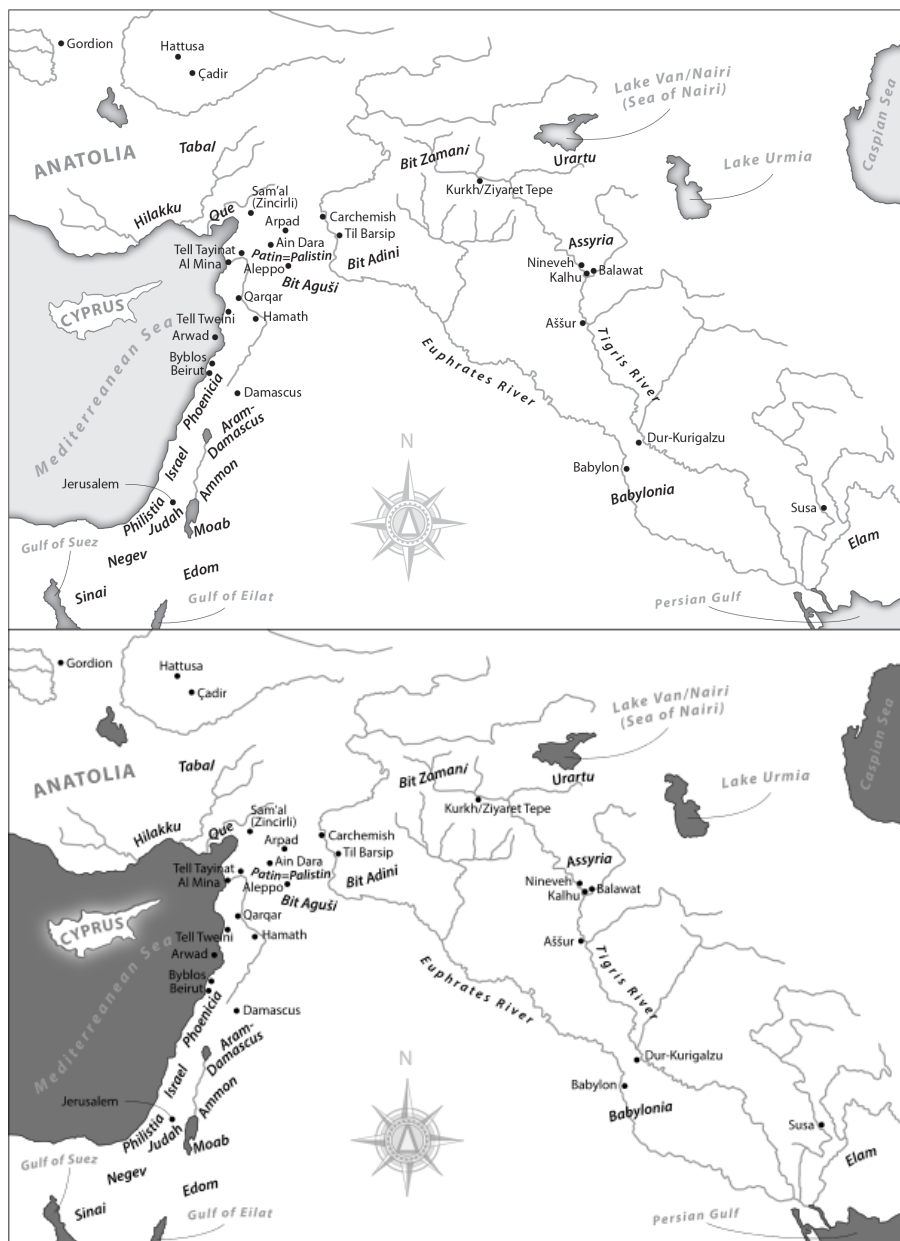 Gordion
Hattusa
Çadir
Lake Van/Nairi
(Sea of Nairi)
Caspian Sea
ANATOLIA
Tabal
Bit Zamani
Urartu
Lake Urmia
Kurkh/Ziyaret Tepe
Sam'al
(Zincirli)
Hilakku
Que
Arpad
Carchemish
Til Barsip
Ain Dara
Tell Tayinat
Patin=Palistin
Al Mina
Aleppo
Bit Adini
Assyria
Nineveh
Balawat
Kalhu
Bit Aguši
CYPRUS
Qarqar
Tell Tweini
Hamath
Aššur
Arwad
Mediterranean Sea
Tigris River
Euphrates River
Byblos
Beirut
Phoenicia
Damascus
Aram-
Damascus
N
Dur-Kurigalzu
Israel
Babylon
Ammon
Jerusalem
Babylonia
Susa
Philistia
Judah
Moab
Elam
Gulf of Suez
Negev
Edom
Sinai
Gulf of Eilat
Persian Gulf
Gordion
Hattusa
Çadir
Lake Van/Nairi
(Sea of Nairi)
Caspian Sea
ANATOLIA
Tabal
Bit Zamani
Urartu
Lake Urmia
Kurkh/Ziyaret Tepe
Sam'al
(Zincirli)
Hilakku
Que
Arpad
Carchemish
Til Barsip
Ain Dara
Tell Tayinat
Patin=Palistin
Al Mina
Aleppo
Bit Adini
Assyria
Nineveh
Balawat
Kalhu
Bit Aguši
CYPRUS
Qarqar
Tell Tweini
Hamath
Aššur
Arwad
Mediterranean Sea
Tigris River
Euphrates River
Byblos
Beirut
Phoenicia
Damascus
Aram-
Damascus
N
Dur-Kurigalzu
Israel
Babylon
Ammon
Jerusalem
Babylonia
Susa
Philistia
Judah
Moab
Elam
Gulf of Suez
Negev
Edom
Sinai
Gulf of Eilat
Persian Gulf